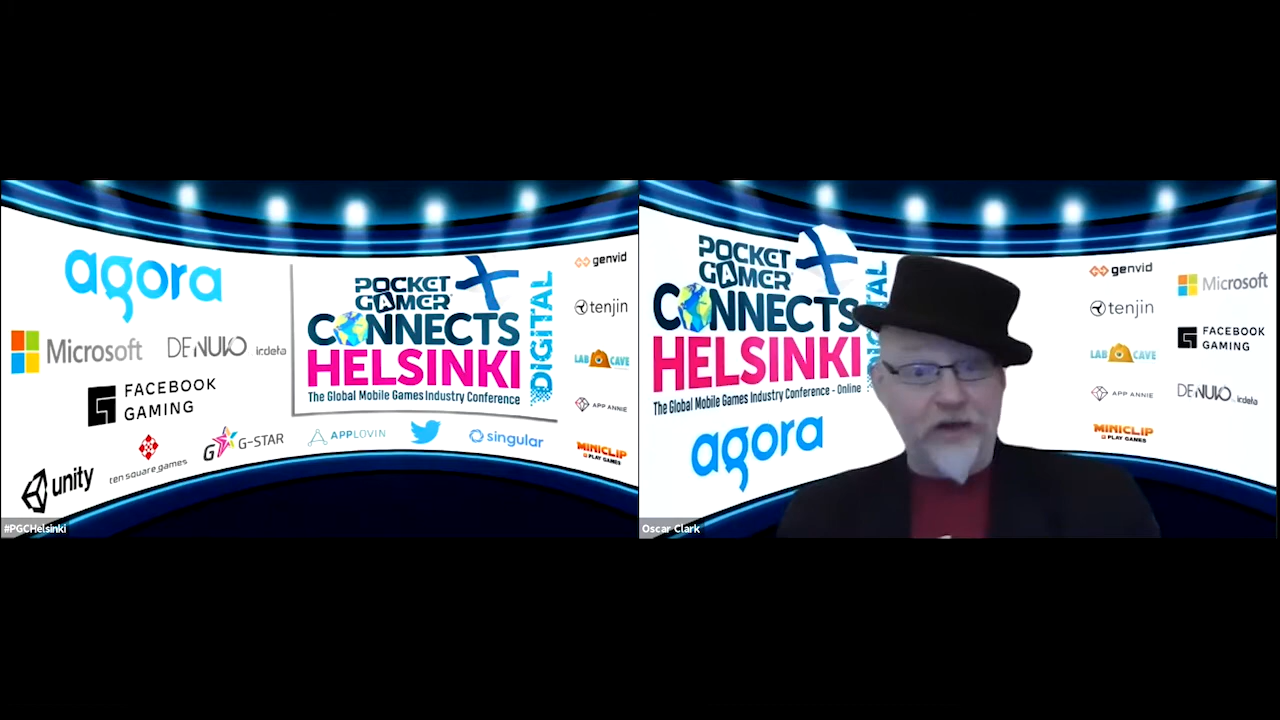 agora
Microsoft
DENUVO
by irdeto
FACEBOOK
GAMING
unity
ten square games
G-STAR
APPLOVIN
singular
POCKET
GAMER
CONNECTS
HELSINKI
DIGITAL
The Global Mobile Games Industry Conference
genvid
tenjin
LAB CAVE
APP ANNIE
MINICLIP
PLAY GAMES
#PGCHelsinki
POCKET
GAMER
CONNECTS
HELSINKI
The Global Mobile Games Industry Conference - Online
agora
genvid
tenjin
LAB CAVE
APP ANNIE
MINICLIP
PLAY GAMES
Microsoft
FACEBOOK
GAMING
DENUVO
by irdeto
Oscar Clark